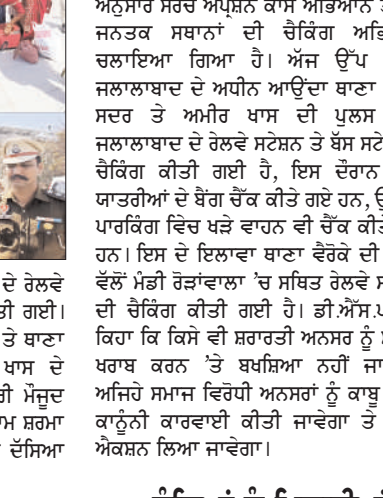 ਦੇ ਰੇਲਵੇ
ਤੀ ਗਈ।
ਤੇ ਥਾਣਾ
ਖਾਸ ਦੇ
ਰੀ ਮੌਜੂਦ
ਸ਼ਰਮਾ
ਦੱਸਿਆ
ਅਨੁਸਾਰ ਸਰਚ ਅਪ੍ਰੇਸ਼ਨ ਕਾਸੋ ਅਭਿਆਨ
ਜਨਤਕ ਸਥਾਨਾਂ ਦੀ ਚੈਕਿੰਗ ਅਭਿ
ਚਲਾਇਆ ਗਿਆ ਹੈ। ਅੱਜ ਉੱਪ
ਜਲਾਲਾਬਾਦ ਦੇ ਅਧੀਨ ਆਉਂਦਾ ਥਾਣਾ
ਸਦਰ ਤੇ ਅਮੀਰ ਖਾਸ ਦੀ ਪੁਲਸ
ਜਲਾਲਾਬਾਦ ਦੇ ਰੇਲਵੇ ਸਟੇਸ਼ਨ ਤੇ ਬੱਸ ਸਟੇ
ਚੈਕਿੰਗ ਕੀਤੀ ਗਈ ਹੈ, ਇਸ ਦੌਰਾਨ
ਯਾਤਰੀਆਂ ਦੇ ਬੈਂਗ ਚੈੱਕ ਕੀਤੇ ਗਏ ਹਨ,
ਪਾਰਕਿੰਗ ਵਿਚ ਖੜੇ ਵਾਹਨ ਵੀ ਚੈੱਕ ਕੀਤੇ
ਹਨ। ਇਸ ਦੇ ਇਲਾਵਾ ਥਾਣਾ ਵੈਰੋਕੇ ਦੀ
ਵੱਲੋਂ ਮੰਡੀ ਰੋੜਾਂਵਾਲਾ ’ਚ ਸਥਿਤ ਰੇਲਵੇ
ਦੀ ਚੈਕਿੰਗ ਕੀਤੀ ਗਈ ਹੈ। ਡੀ.ਐੱਸ.ਪ
ਕਿਹਾ ਕਿ ਕਿਸੇ ਵੀ ਸ਼ਰਾਰਤੀ ਅਨਸਰ ਨੂੰ
ਖਰਾਬ ਕਰਨ ’ਤੇ ਬਖਸ਼ਿਆ ਨਹੀਂ ਜਾ
ਅਜਿਹੇ ਸਮਾਜ ਵਿਰੋਧੀ ਅਨਸਰਾਂ ਨੂੰ ਕਾਬੂ
ਕਾਨੂੰਨੀ ਕਾਰਵਾਈ ਕੀਤੀ ਜਾਵੇਗਾ ਤੇ
ਐਕਸ਼ਨ ਲਿਆ ਜਾਵੇਗਾ।